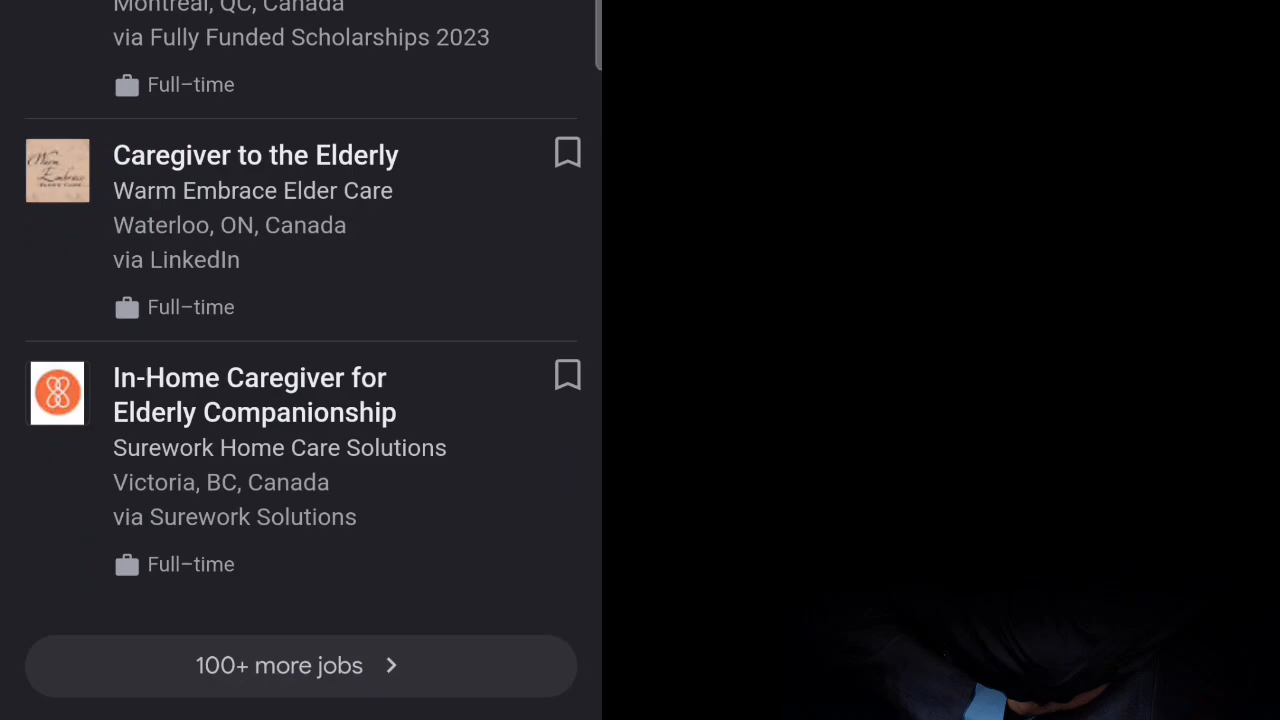 Montreal, QC, Canada
via Fully Funded Scholarships 2023
Full-time
Caregiver to the Elderly
Warm Embrace Elder Care
Waterloo, ON, Canada
via LinkedIn
Full-time
Warm
Embrace
In-Home Caregiver for
Elderly Companionship
Surework Home Care Solutions
Victoria, BC, Canada
via Surework Solutions
Full-time
100+ more jobs